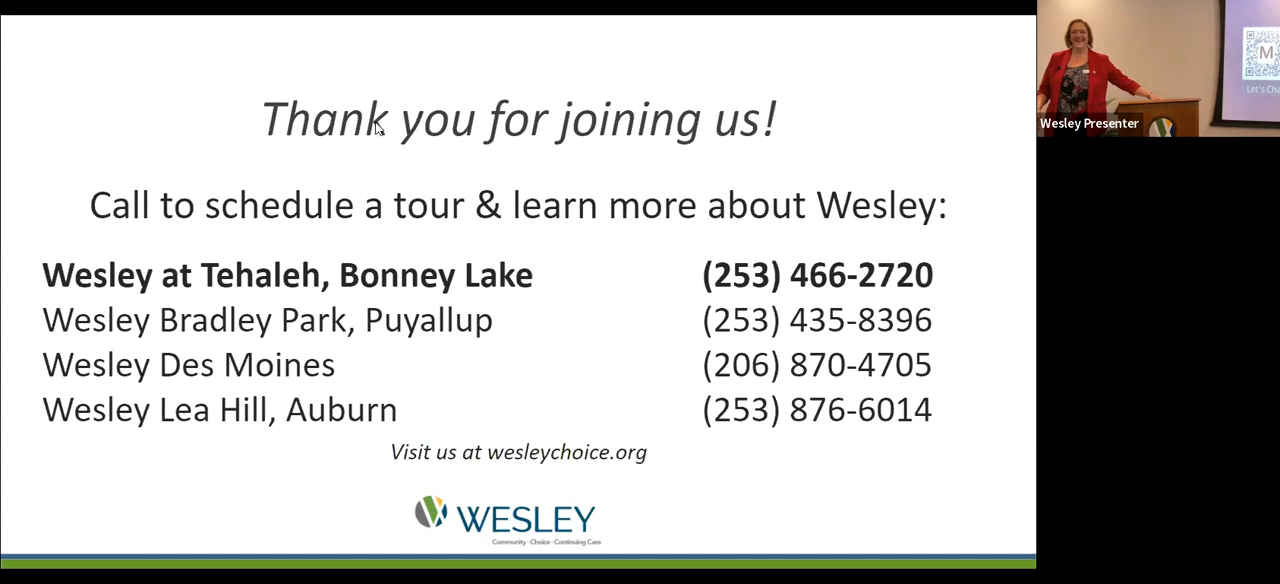 Thank you for joining us!
Call to schedule a tour & learn more about Wesley:
Wesley at Tehaleh, Bonney Lake (253) 466-2720
Wesley Bradley Park, Puyallup (253) 435-8396
Wesley Des Moines (206) 870-4705
Wesley Lea Hill, Auburn (253) 876-6014
Visit us at wesleychoice.org
WESLEY
Community · Choice · Continuing Care
M
Let's Cha
Wesley Presenter